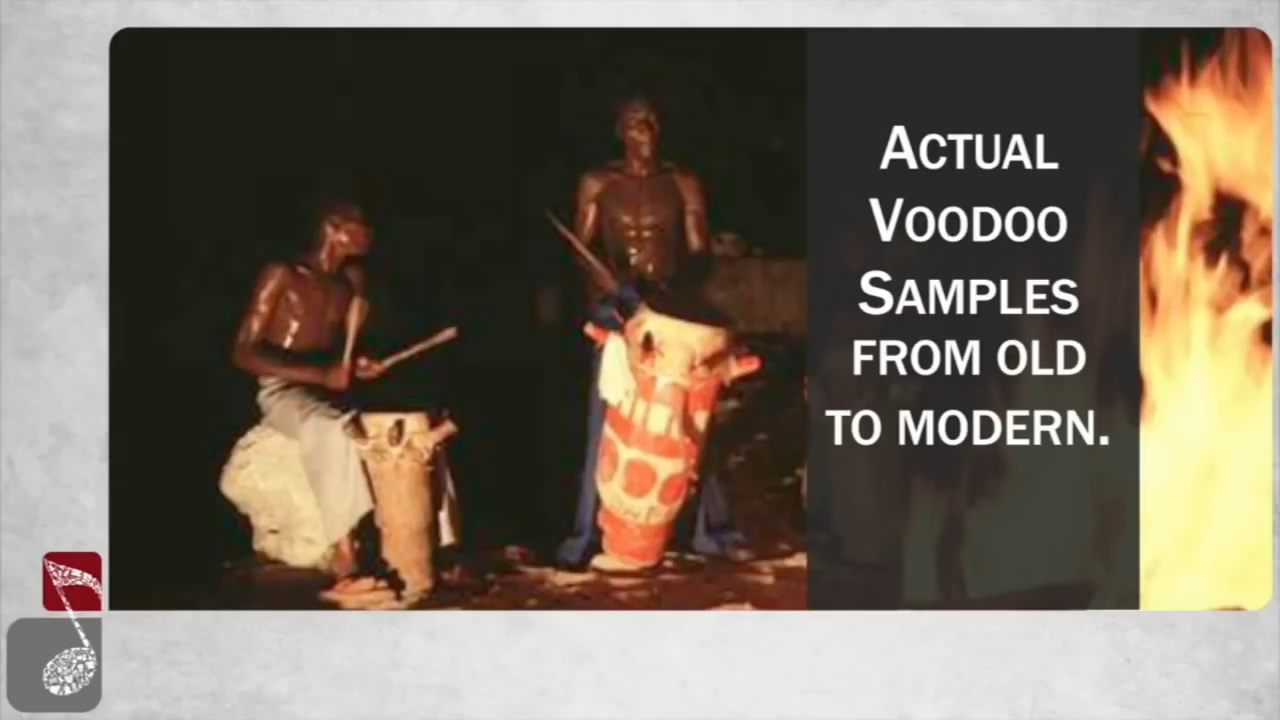 Actual
Voodoo
Samples
from old
to modern.